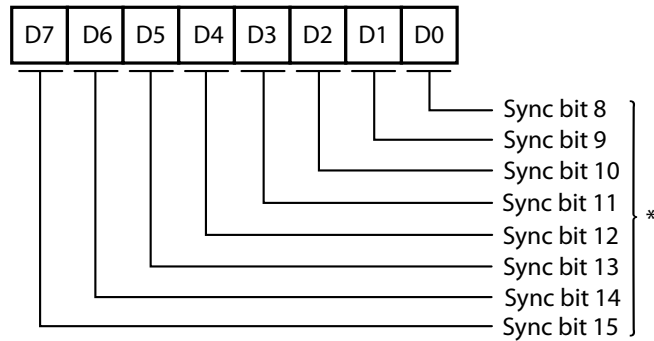 D7 D6 D5 D4 D3 D2 D1 D0
Sync bit 8
Sync bit 9
Sync bit 10
Sync bit 11
*
Sync bit 12
Sync bit 13
Sync bit 14
Sync bit 15